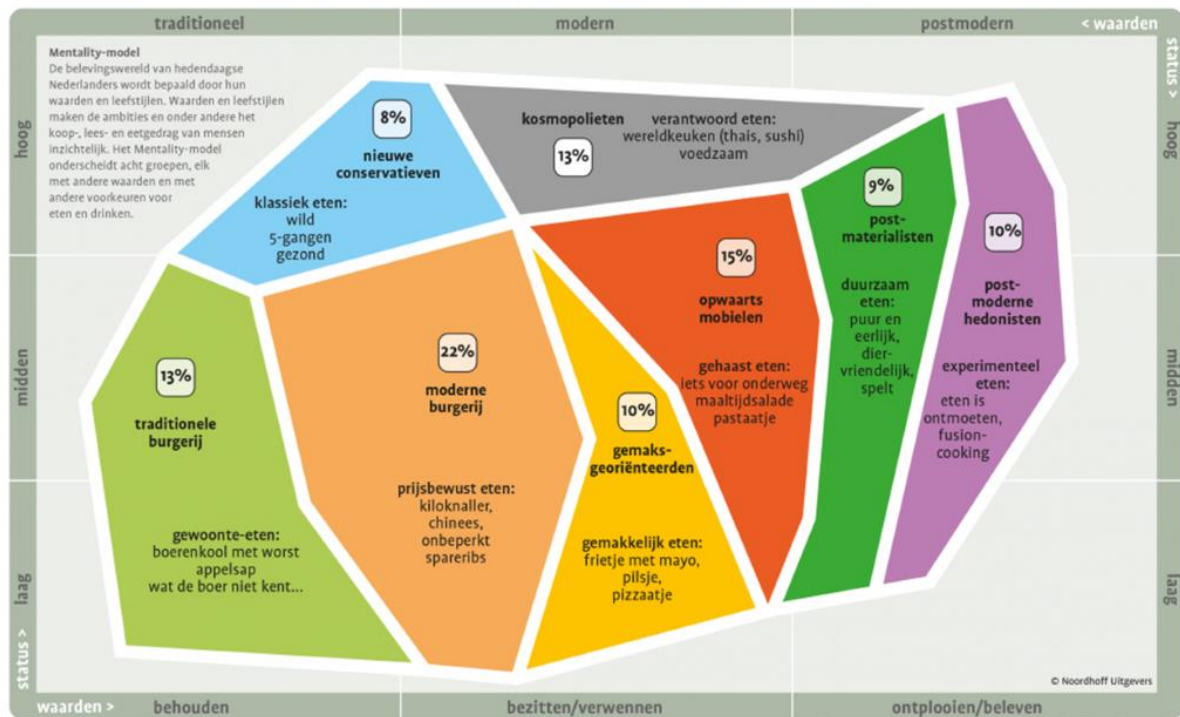 traditioneel
modern
postmodern
< waarden
status >
hoog
midden
laag
status >
hoog
midden
laag
Mentality-model
De belevingswereld van hedendaagse
Nederlanders wordt bepaald door hun
waarden en leefstijlen. Waarden en leefstijlen
maken de ambities en onder andere het
koop-, lees- en eetgedrag van mensen
inzichtelijk. Het Mentality-model
onderscheidt acht groepen, elk
met andere waarden en met
andere voorkeuren voor
eten en drinken.
8%
nieuwe
conservatieven
klassiek eten:
wild
5-gangen
gezond
kosmopolieten
13%
verantwoord eten:
wereldkeuken (thais, sushi)
voedzaam
9%
post-
materialisten
duurzaam
eten:
puur en
eerlijk,
dier-
vriendelijk,
spelt
10%
post-
moderne
hedonisten
experimenteel
eten:
eten is
ontmoeten,
fusion-
cooking
15%
opwaarts
mobielen
gehaast eten:
iets voor onderweg
maaltijdsalade
pastaatje
13%
traditionele
burgerij
gewoonte-eten:
boerenkool met worst
appelsap
wat de boer niet kent...
22%
moderne
burgerij
prijsbewust eten:
kiloknaller,
chinees,
onbeperkt
spareribs
10%
gemaks-
georiënteerden
gemakkelijk eten:
frietje met mayo,
pilsje,
pizzaatje
© Noordhoff Uitgevers
waarden >
behouden
bezitten/verwennen
ontplooien/beleven